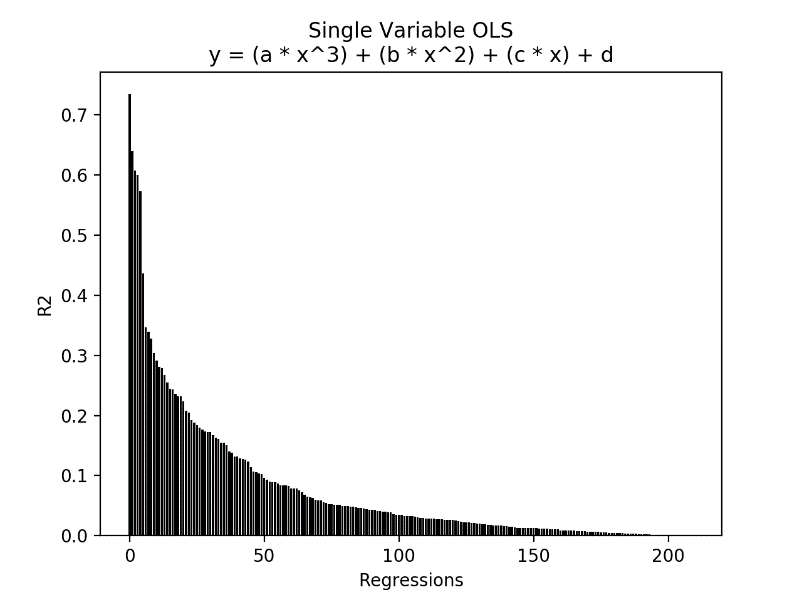 Single Variable OLS
y = (a * x^3) + (b * x^2) + (c * x) + d
0.7
0.6
0.5
0.4
0.3
0.2
0.1
0.0
R2
0 50 100 150 200
Regressions